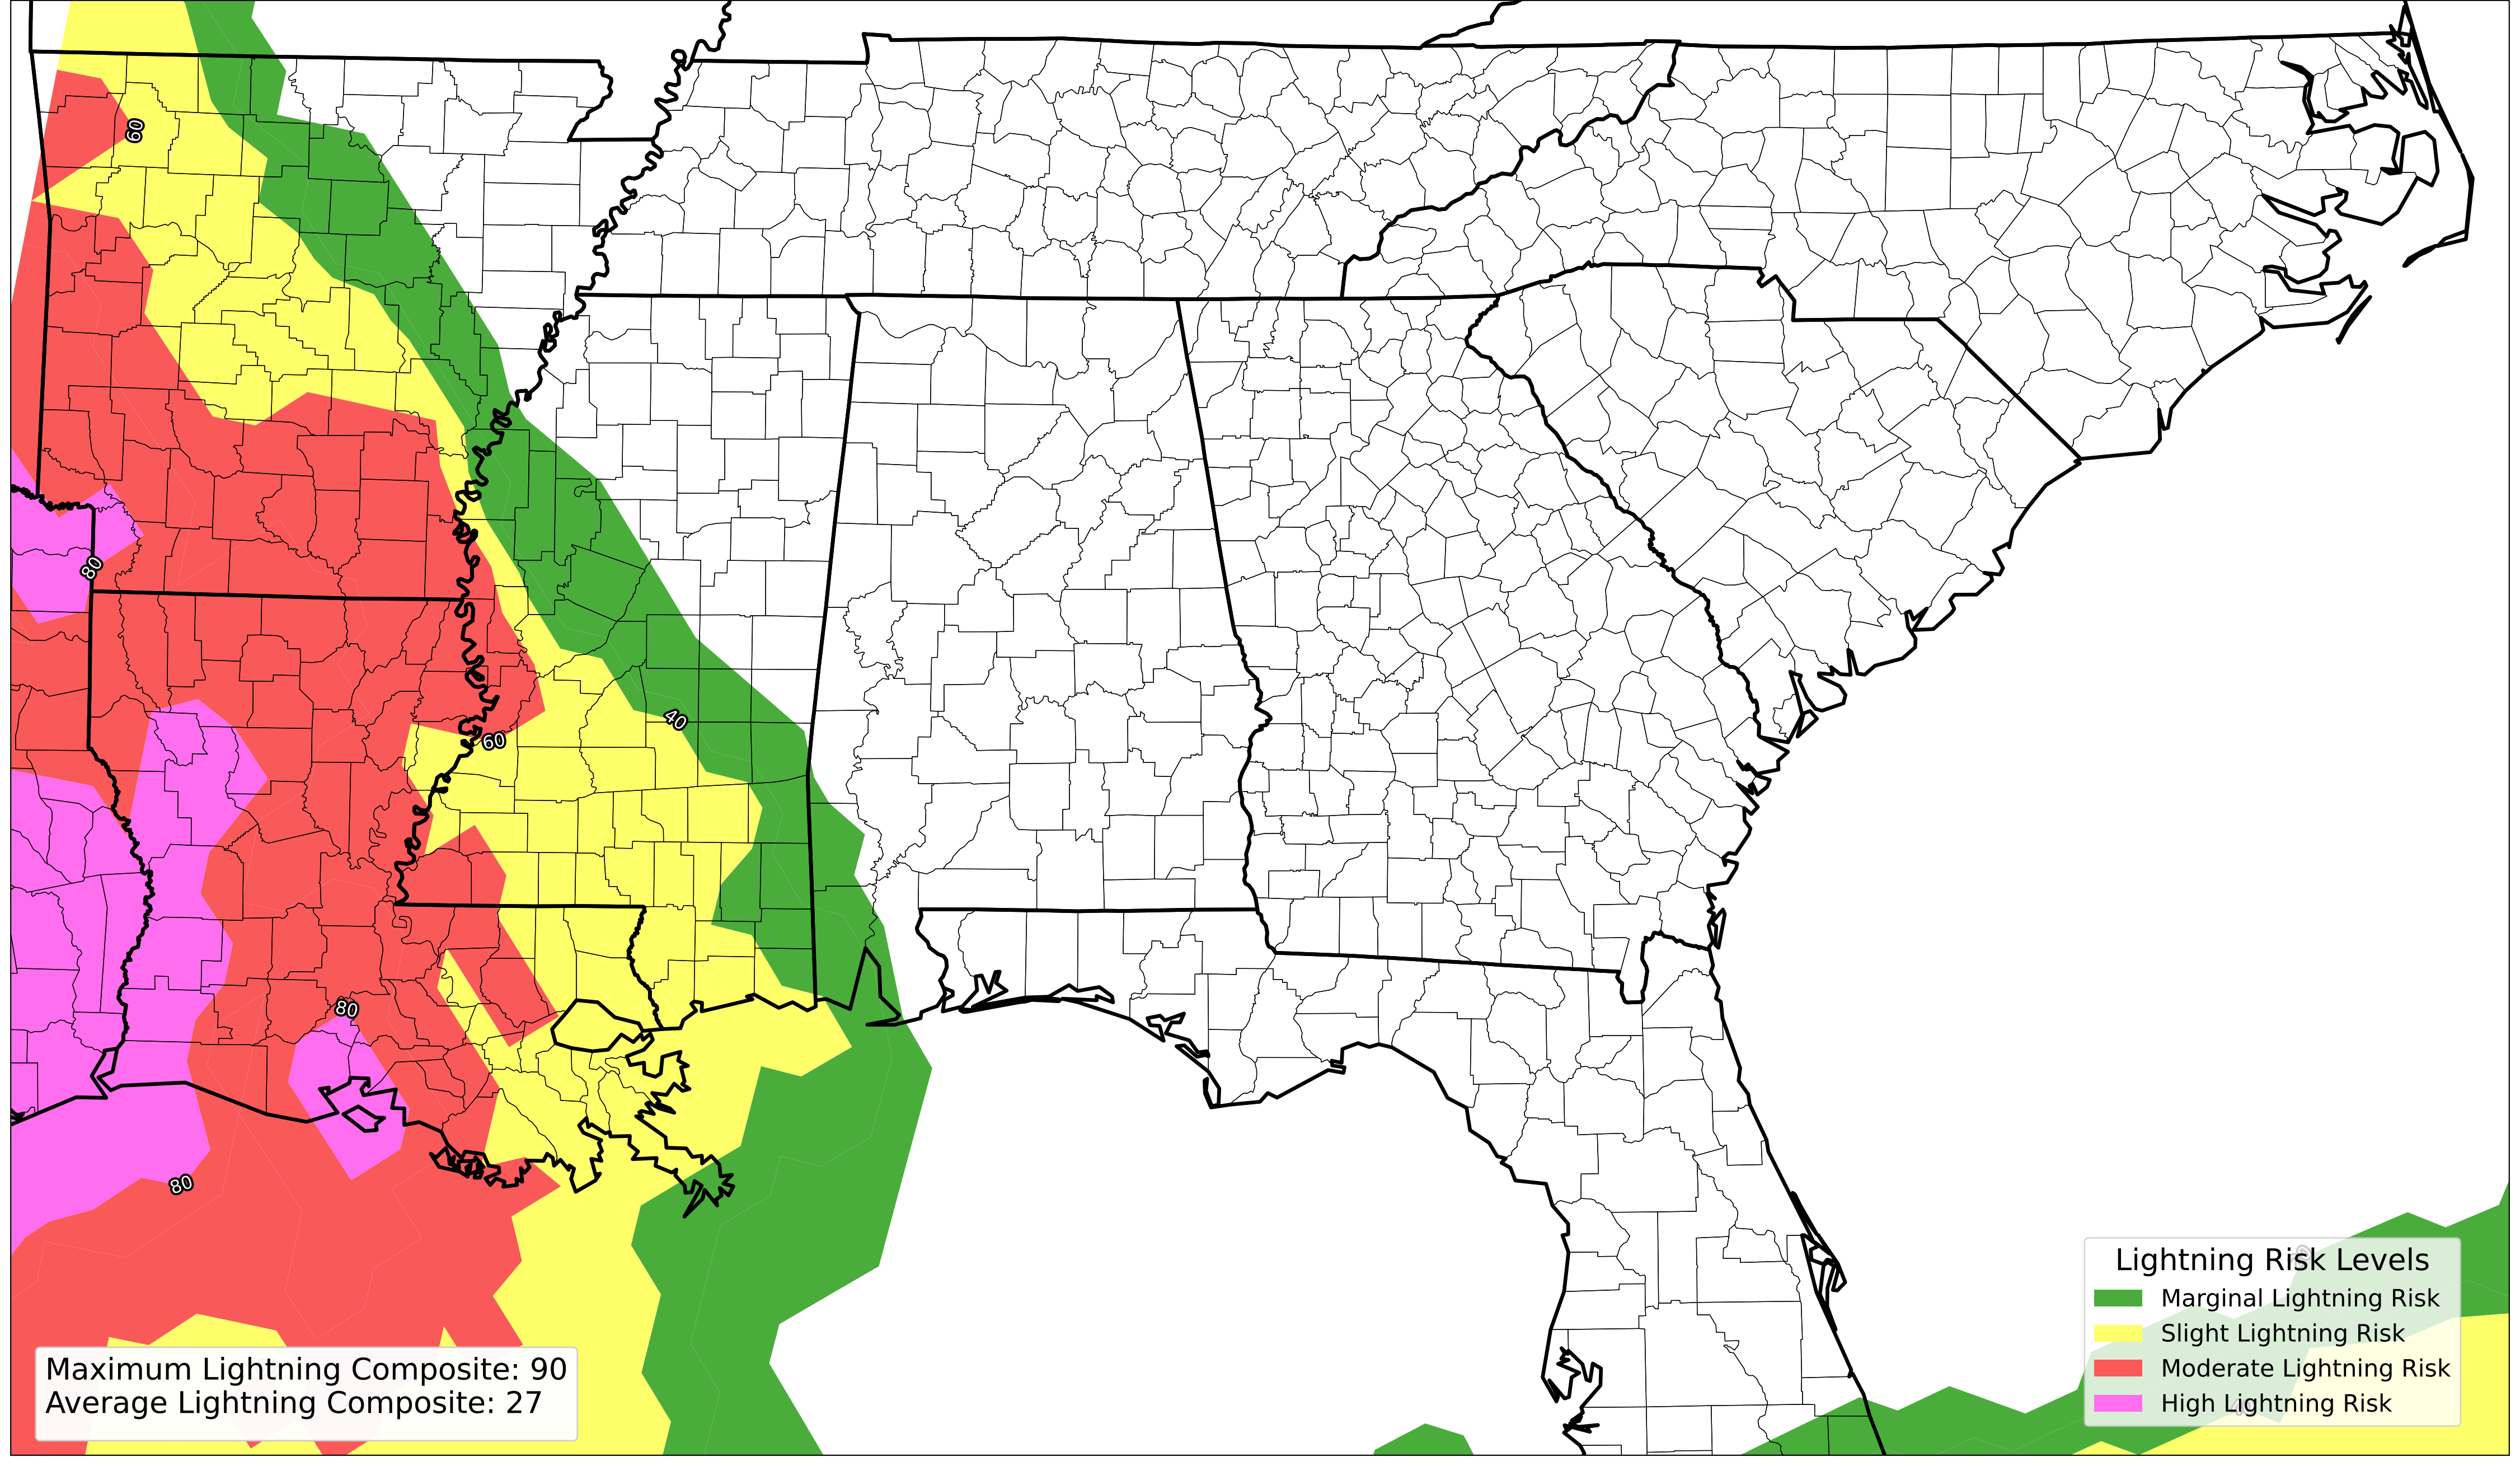 60
80
40
60
80
80
Lightning Risk Levels
Marginal Lightning Risk
Slight Lightning Risk
Moderate Lightning Risk
High Lightning Risk
Maximum Lightning Composite: 90
Average Lightning Composite: 27